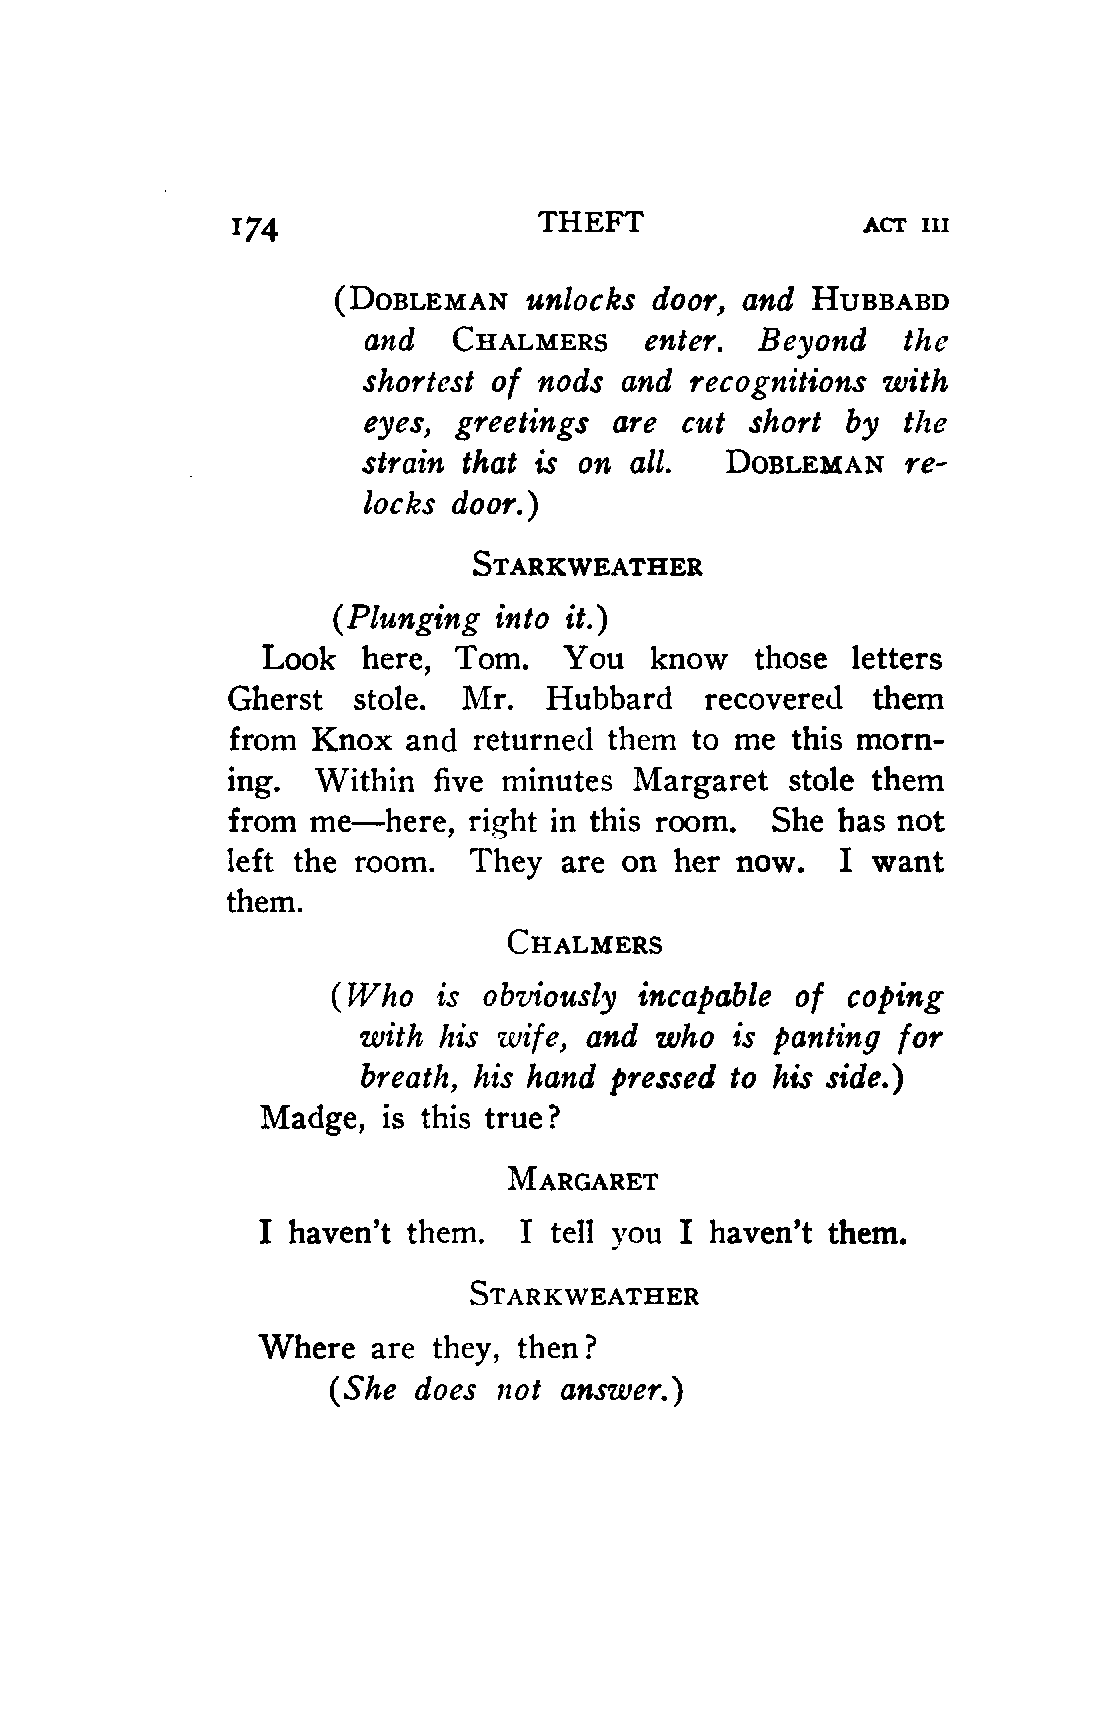 174 THEFT ACT III
(DOBLEMAN unlocks door, and HUBBABD
and CHALMERS enter. Beyond the
shortest of nods and recognitions with
eyes, greetings are cut short by the
strain that is on all. DOBLEMAN re-
locks door.)
STARKWEATHER
(Plunging into it.)
Look here, Tom. You know those letters
Gherst stole. Mr. Hubbard recovered them
from Knox and returned them to me this morn-
ing. Within five minutes Margaret stole them
from me—here, right in this room. She has not
left the room. They are on her now. I want
them.
CHALMERS
(Who is obviously incapable of coping
with his wife, and who is panting for
breath, his hand pressed to his side.)
Madge, is this true?
MARGARET
I haven't them. I tell you I haven't them.
STARKWEATHER
Where are they, then?
(She does not answer.)